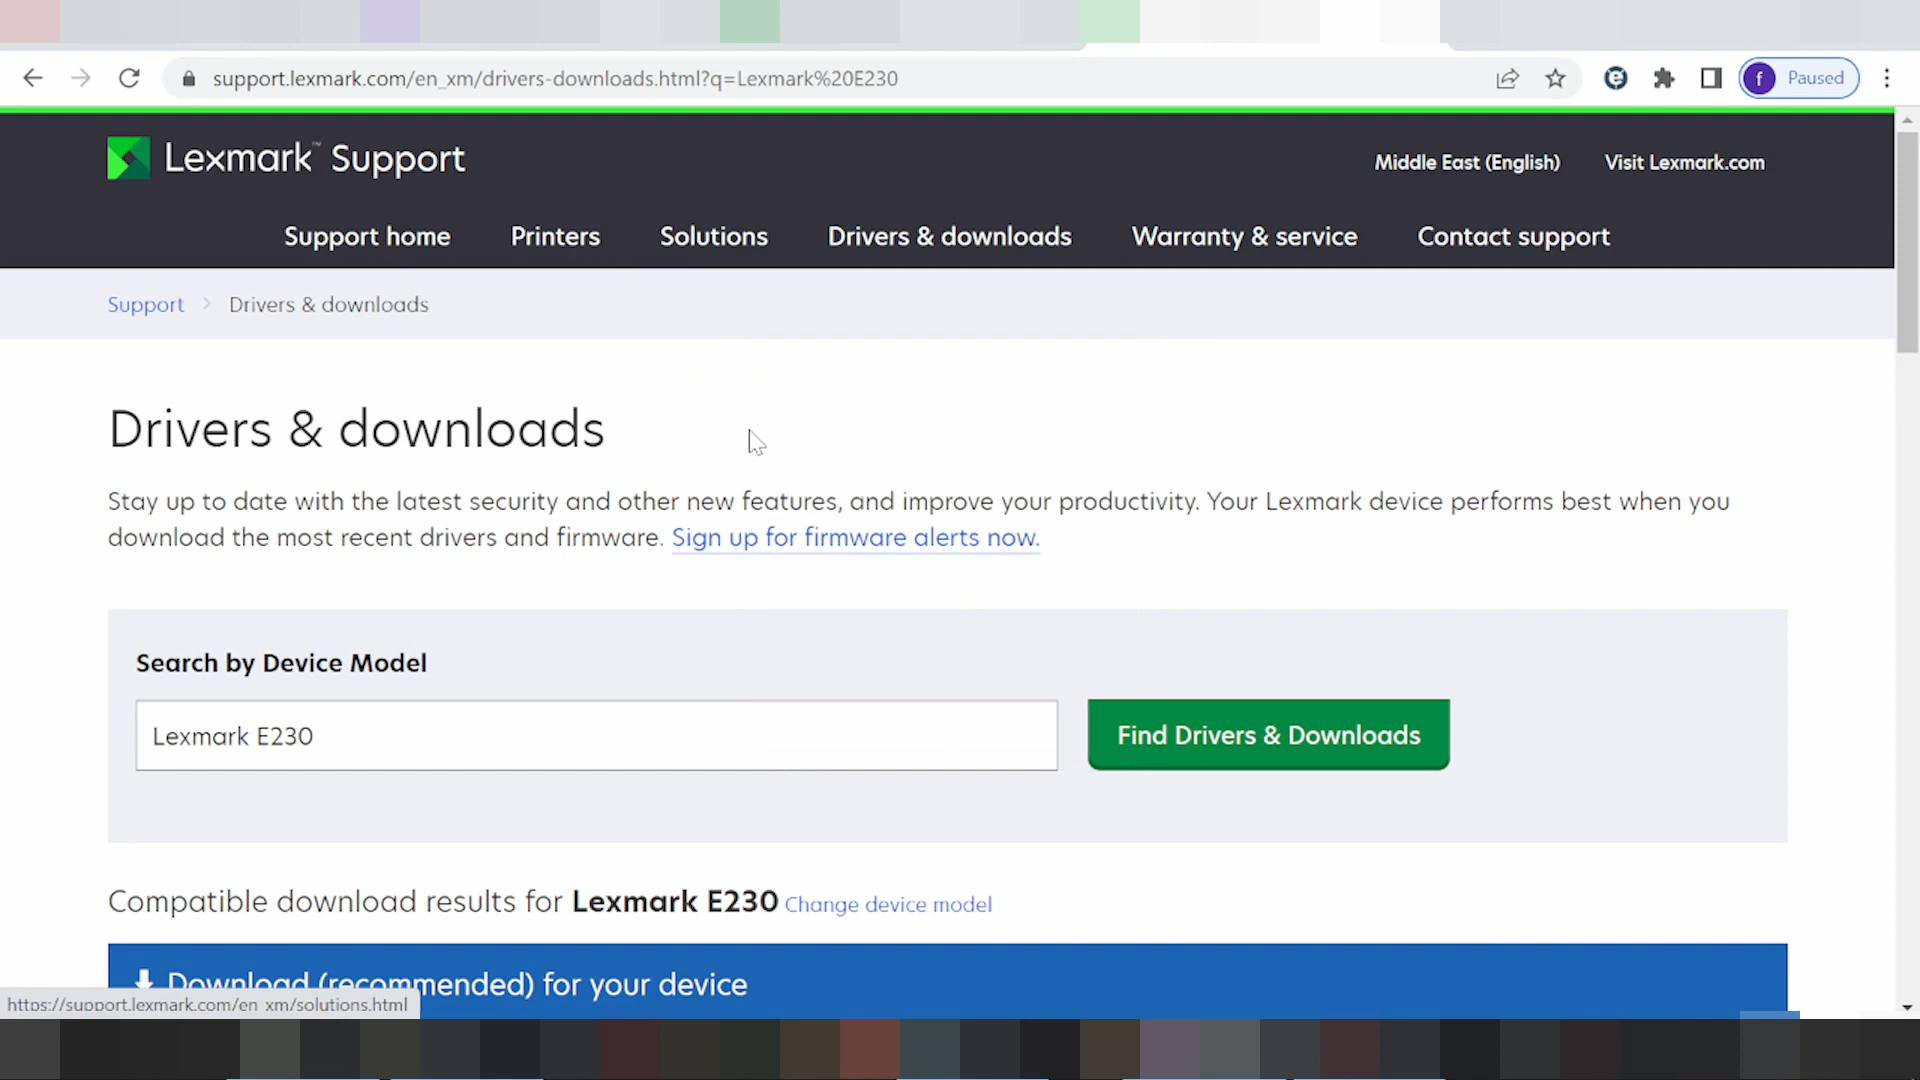 support.lexmark.com/en_xm/drivers-downloads.html?q=Lexmark%20E230
f Paused
Lexmark™ Support
Middle East (English) Visit Lexmark.com
Support home Printers Solutions Drivers & downloads Warranty & service Contact support
Support > Drivers & downloads
Drivers & downloads
Stay up to date with the latest security and other new features, and improve your productivity. Your Lexmark device performs best when you
download the most recent drivers and firmware. Sign up for firmware alerts now.
Search by Device Model
Lexmark E230
Find Drivers & Downloads
Compatible download results for Lexmark E230 Change device model
Download (recommended) for your device
https://support.lexmark.com/en_xm/solutions.html